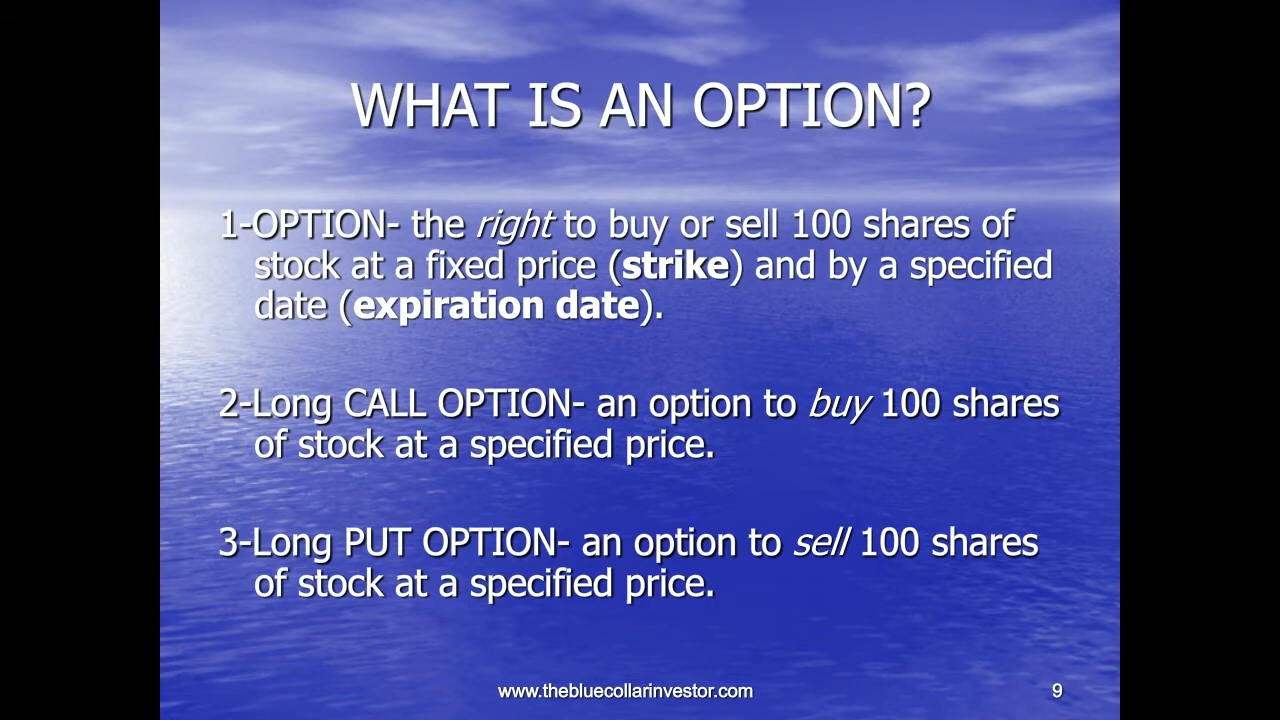 WHAT IS AN OPTION?
1-OPTION- the right to buy or sell 100 shares of
stock at a fixed price (strike) and by a specified
date (expiration date).
2-Long CALL OPTION- an option to buy 100 shares
of stock at a specified price.
3-Long PUT OPTION- an option to sell 100 shares
of stock at a specified price.
www.thebluecollarinvestor.com
9